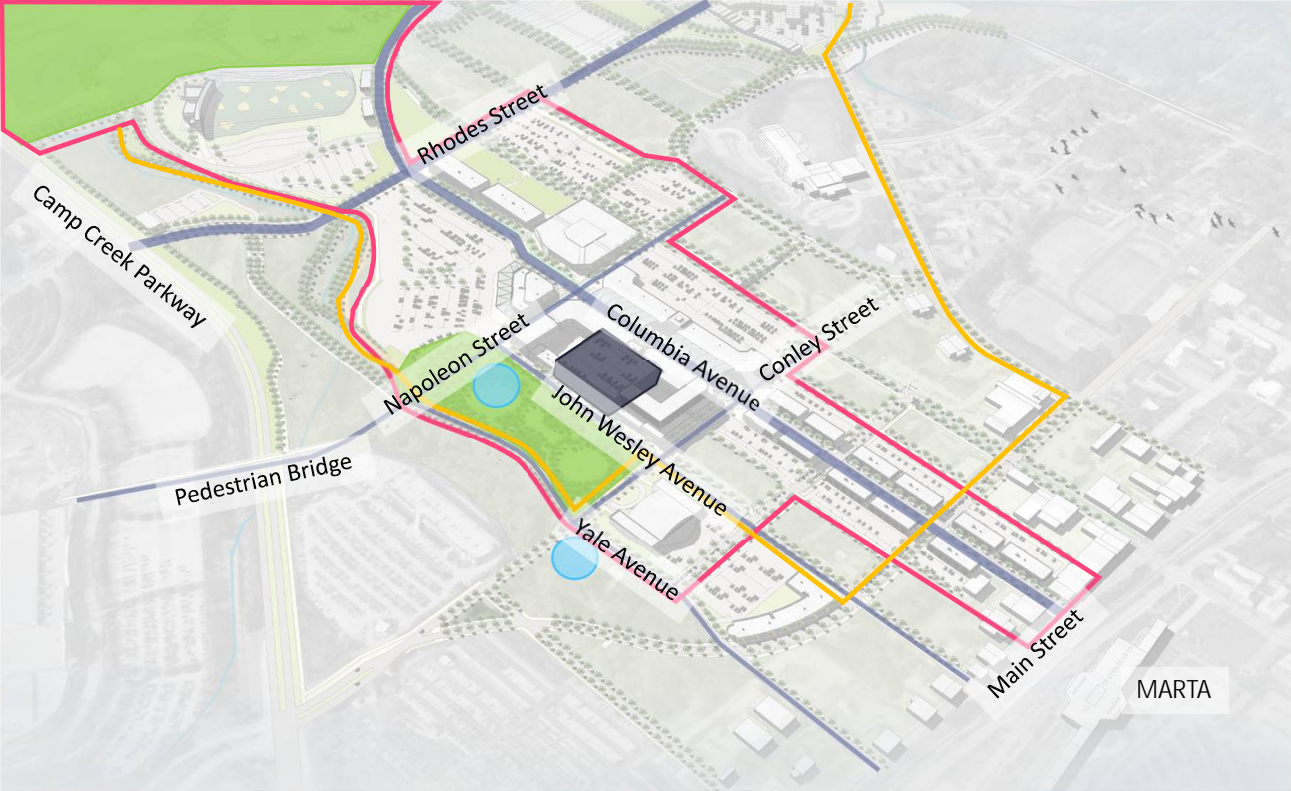 Rhodes Street
Camp Creek Parkway
Napoleon Street
Columbia Avenue
Conley Street
John Wesley Avenue
Pedestrian Bridge
Yale Avenue
Main Street
MARTA